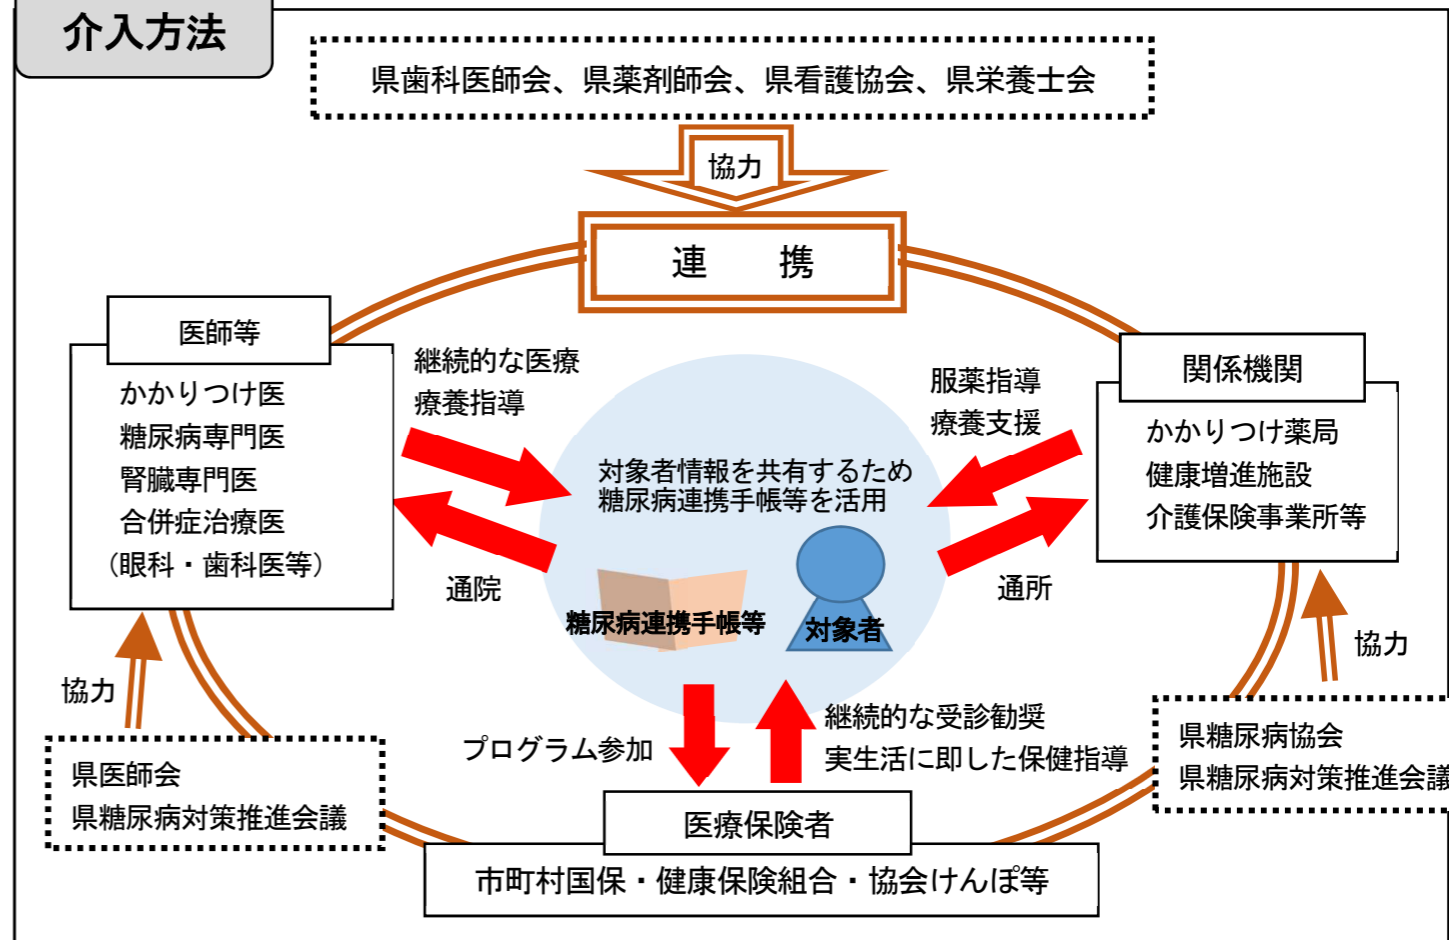 介入方法
県歯科医師会、県薬剤師会、県看護協会、県栄養士会
協力
連　携
医師等
かかりつけ医
糖尿病専門医
腎臓専門医
合併症治療医
(眼科・歯科医等)
継続的な医療
療養指導
通院
対象者情報を共有するため
糖尿病連携手帳等を活用
糖尿病連携手帳等
対象者
服薬指導
療養支援
通所
関係機関
かかりつけ薬局
健康増進施設
介護保険事業所等
協力
県医師会
県糖尿病対策推進会議
プログラム参加
継続的な受診勧奨
実生活に即した保健指導
協力
県糖尿病協会
県糖尿病対策推進会議
医療保険者
市町村国保・健康保険組合・協会けんぽ等